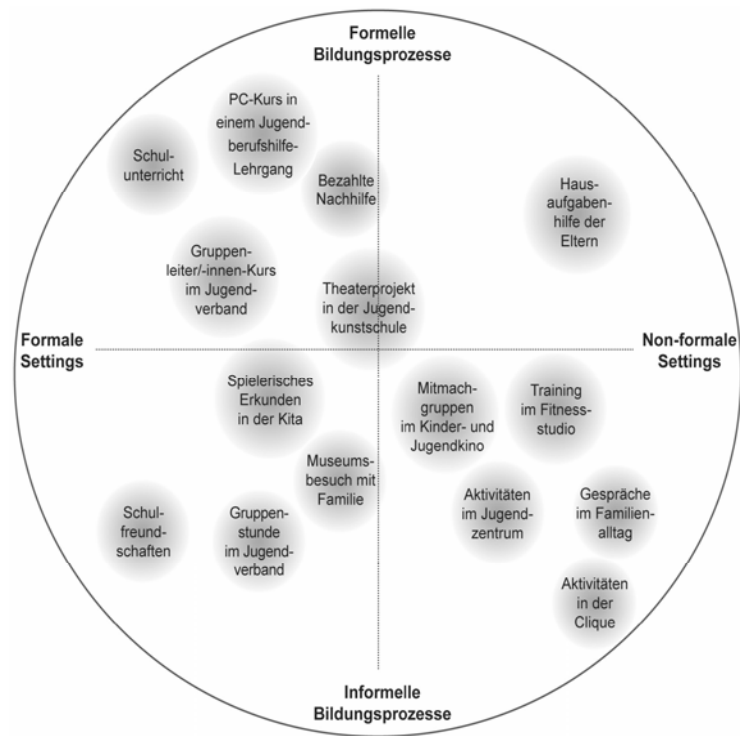 Formelle
Bildungsprozesse
PC-Kurs in
einem Jugend-
berufshilfe-
Lehrgang
Schul-
unterricht
Bezahlte
Nachhilfe
Haus-
aufgaben-
hilfe der
Eltern
Gruppen-
leiter/-innen-Kurs
im Jugend-
verband
Theaterprojekt
in der Jugend-
kunstschule
Formale
Settings
Non-formale
Settings
Spielerisches
Erkunden
in der Kita
Mitmach-
gruppen
im Kinder- und
Jugendkino
Training
im Fitness-
studio
Museums-
besuch mit
Familie
Schul-
freund-
schaften
Gruppen-
stunde
im Jugend-
verband
Aktivitäten
im Jugend-
zentrum
Gespräche
im Familien-
alltag
Aktivitäten
in der
Clique
Informelle
Bildungsprozesse